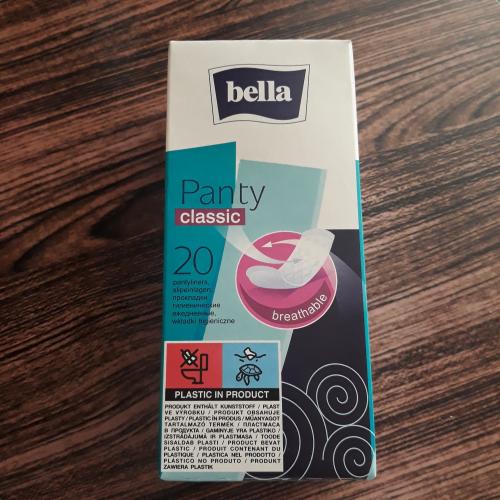 bella
Panty
classic
20
pantyliners,
slipeinlagen,
прокладки
гигиенические
ежедневные,
wkładki higieniczne
breathable
PLASTIC IN PRODUCT
PRODUKT ENTHÄLT KUNSTSTOFF / PLAST
VE VÝROBKU / PRODUKT OBSAHUJE
PLASTY / PLASTIC ÎN PRODUS / MŰANYAGOT
TARTALMAZÓ TERMÉK / ПЛАСТМАСА
В ПРОДУКТА / GAMINYJE YRA PLASTIKO /
IZSTRĀDĀJUMĀ IR PLASTMASA / TOODE
SISALDAB PLASTI / PRODUCT BEVAT
PLASTIC / PRODUIT CONTENANT DU
PLASTIQUE / PLASTICA NEL PRODOTTO /
PLÁSTICO NO PRODUTO / PRODUKT
ZAWIERA PLASTIK